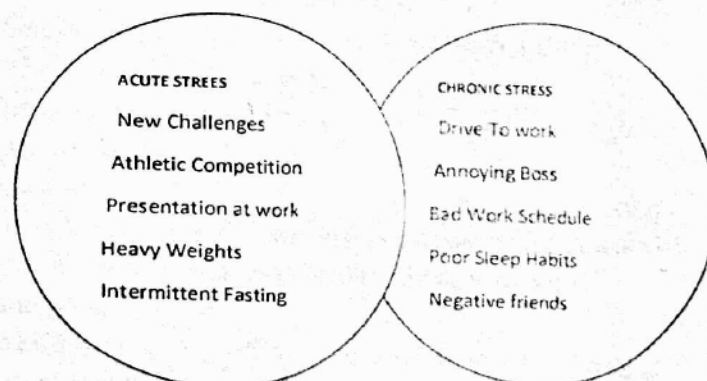 ACUTE STREES
New Challenges
Athletic Competition
Presentation at work
Heavy Weights
Intermittent Fasting
CHRONIC STRESS
Drive To work
Annoying Boss
Bad Work Schedule
Poor Sleep Habits
Negative friends